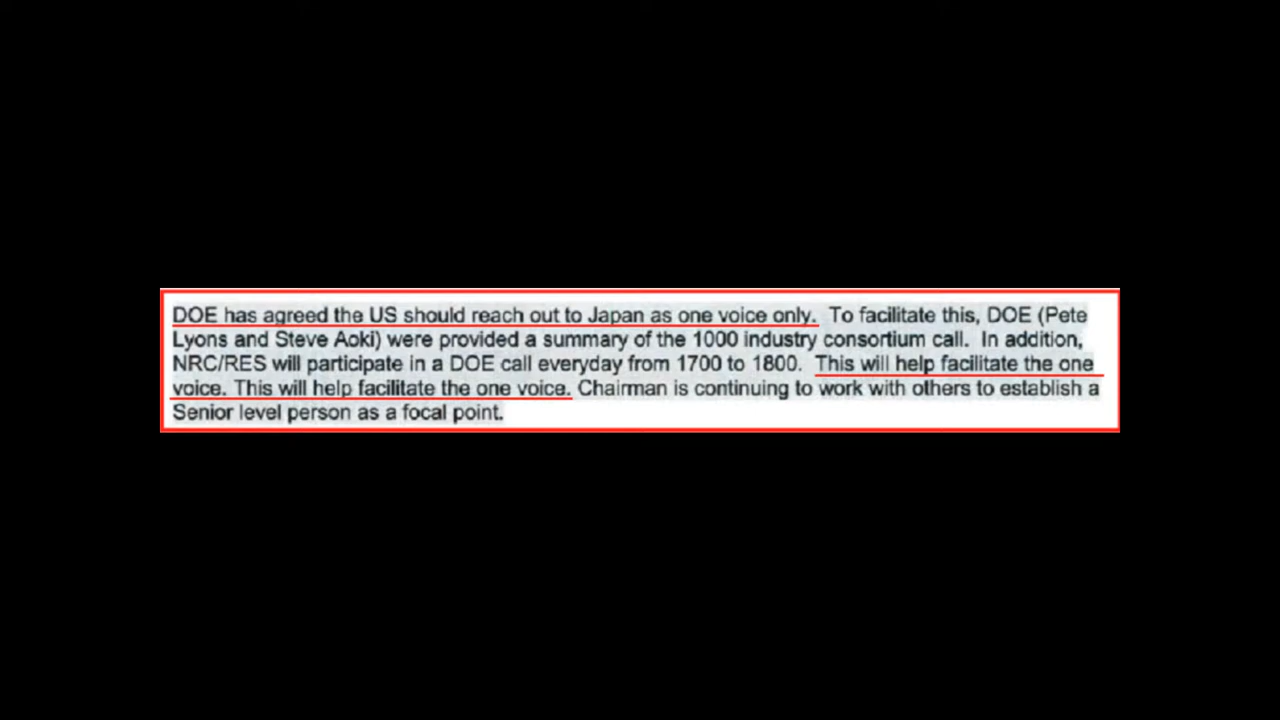 DOE has agreed the US should reach out to Japan as one voice only.  To facilitate this, DOE (Pete
Lyons and Steve Aoki) were provided a summary of the 1000 industry consortium call.  In addition,
NRC/RES will participate in a DOE call everyday from 1700 to 1800.  This will help facilitate the one
voice. This will help facilitate the one voice. Chairman is continuing to work with others to establish a
Senior level person as a focal point.